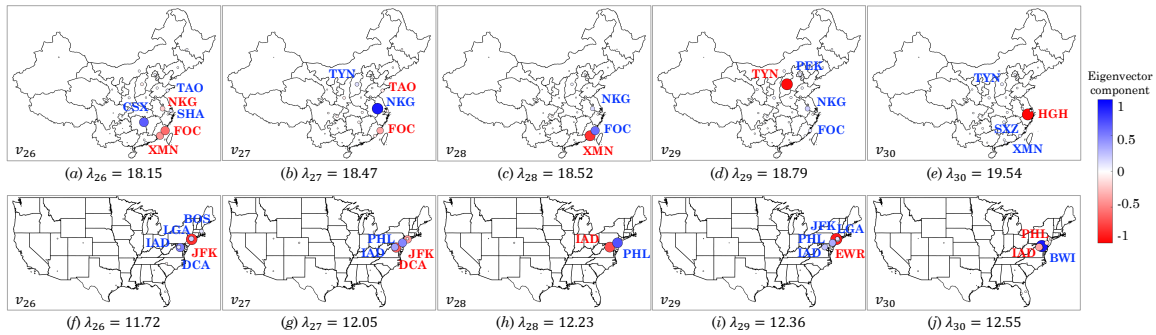 TAO
CSX
NKG
SHA
FOC
XMN
v26
TYN
TAO
NKG
FOC
v27
NKG
FOC
XMN
v28
PEK
TYN
NKG
FOC
v29
TYN
HGH
SXZ
XMN
v30
Eigenvector
component
1
0.5
0
-0.5
-1
(a) λ26 = 18.15
(b) λ27 = 18.47
(c) λ28 = 18.52
(d) λ29 = 18.79
(e) λ30 = 19.54
BOS
LGA
IAD
JFK
DCA
v26
PHL
JFK
IAD
DCA
v27
IAD
PHL
v28
JFK
LGA
PHL
IAD
EWR
v29
PHL
IAD
BWI
v30
(f) λ26 = 11.72
(g) λ27 = 12.05
(h) λ28 = 12.23
(i) λ29 = 12.36
(j) λ30 = 12.55